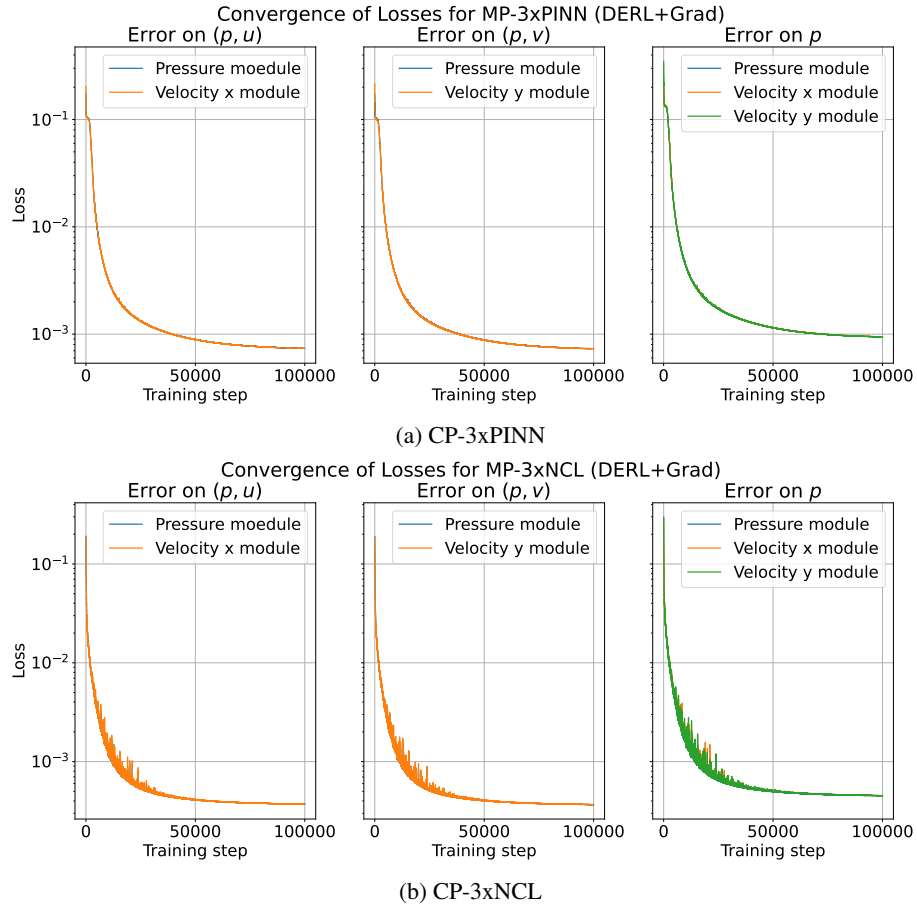 Convergence of Losses for MP-3xPINN (DERL+Grad)
Error on (p, u)
Error on (p, v)
Error on p
Pressure moedule
Velocity x module
Pressure moedule
Velocity y module
Pressure module
Velocity x module
Velocity y module
Loss
10⁻¹
10⁻²
10⁻³
0 50000 100000
0 50000 100000
0 50000 100000
Training step
Training step
Training step
(a) CP-3xPINN
Convergence of Losses for MP-3xNCL (DERL+Grad)
Error on (p, u)
Error on (p, v)
Error on p
Pressure moedule
Velocity x module
Pressure module
Velocity y module
Pressure module
Velocity x module
Velocity y module
Loss
10⁻¹
10⁻²
10⁻³
0 50000 100000
0 50000 100000
0 50000 100000
Training step
Training step
Training step
(b) CP-3xNCL